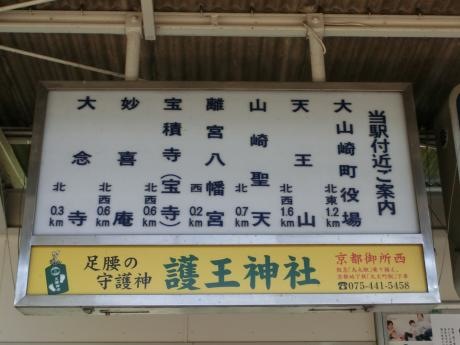 当駅付近ご案内
大山崎町役場 北東1.2km
天王山 北西1.6km
山崎聖天 北0.7km
離宮八幡宮 西0.2km
宝積寺(宝寺) 北西0.6km
妙喜庵 北西0.6km
大念寺 北0.3km
足腰の
守護神
護王神社
京都御所西
☎075-441-5458